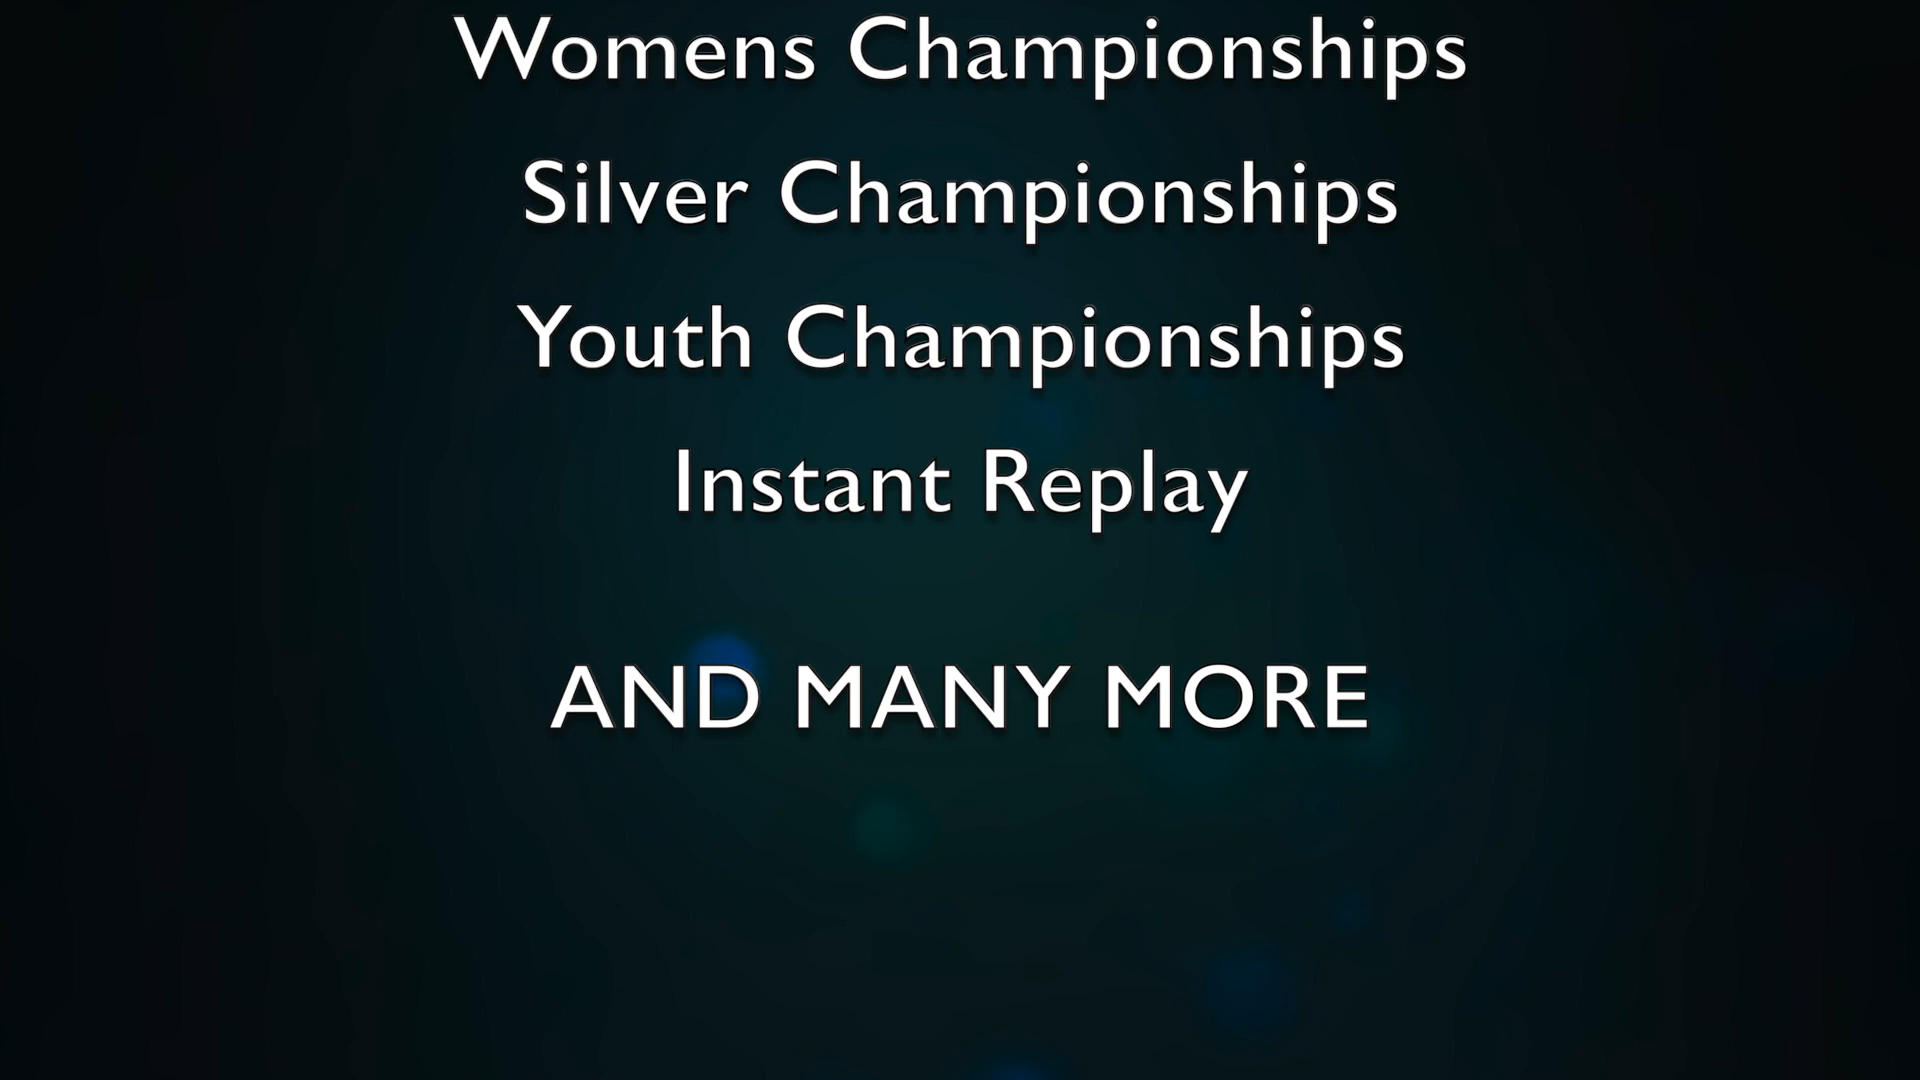 Womens Championships
Silver Championships
Youth Championships
Instant Replay
AND MANY MORE